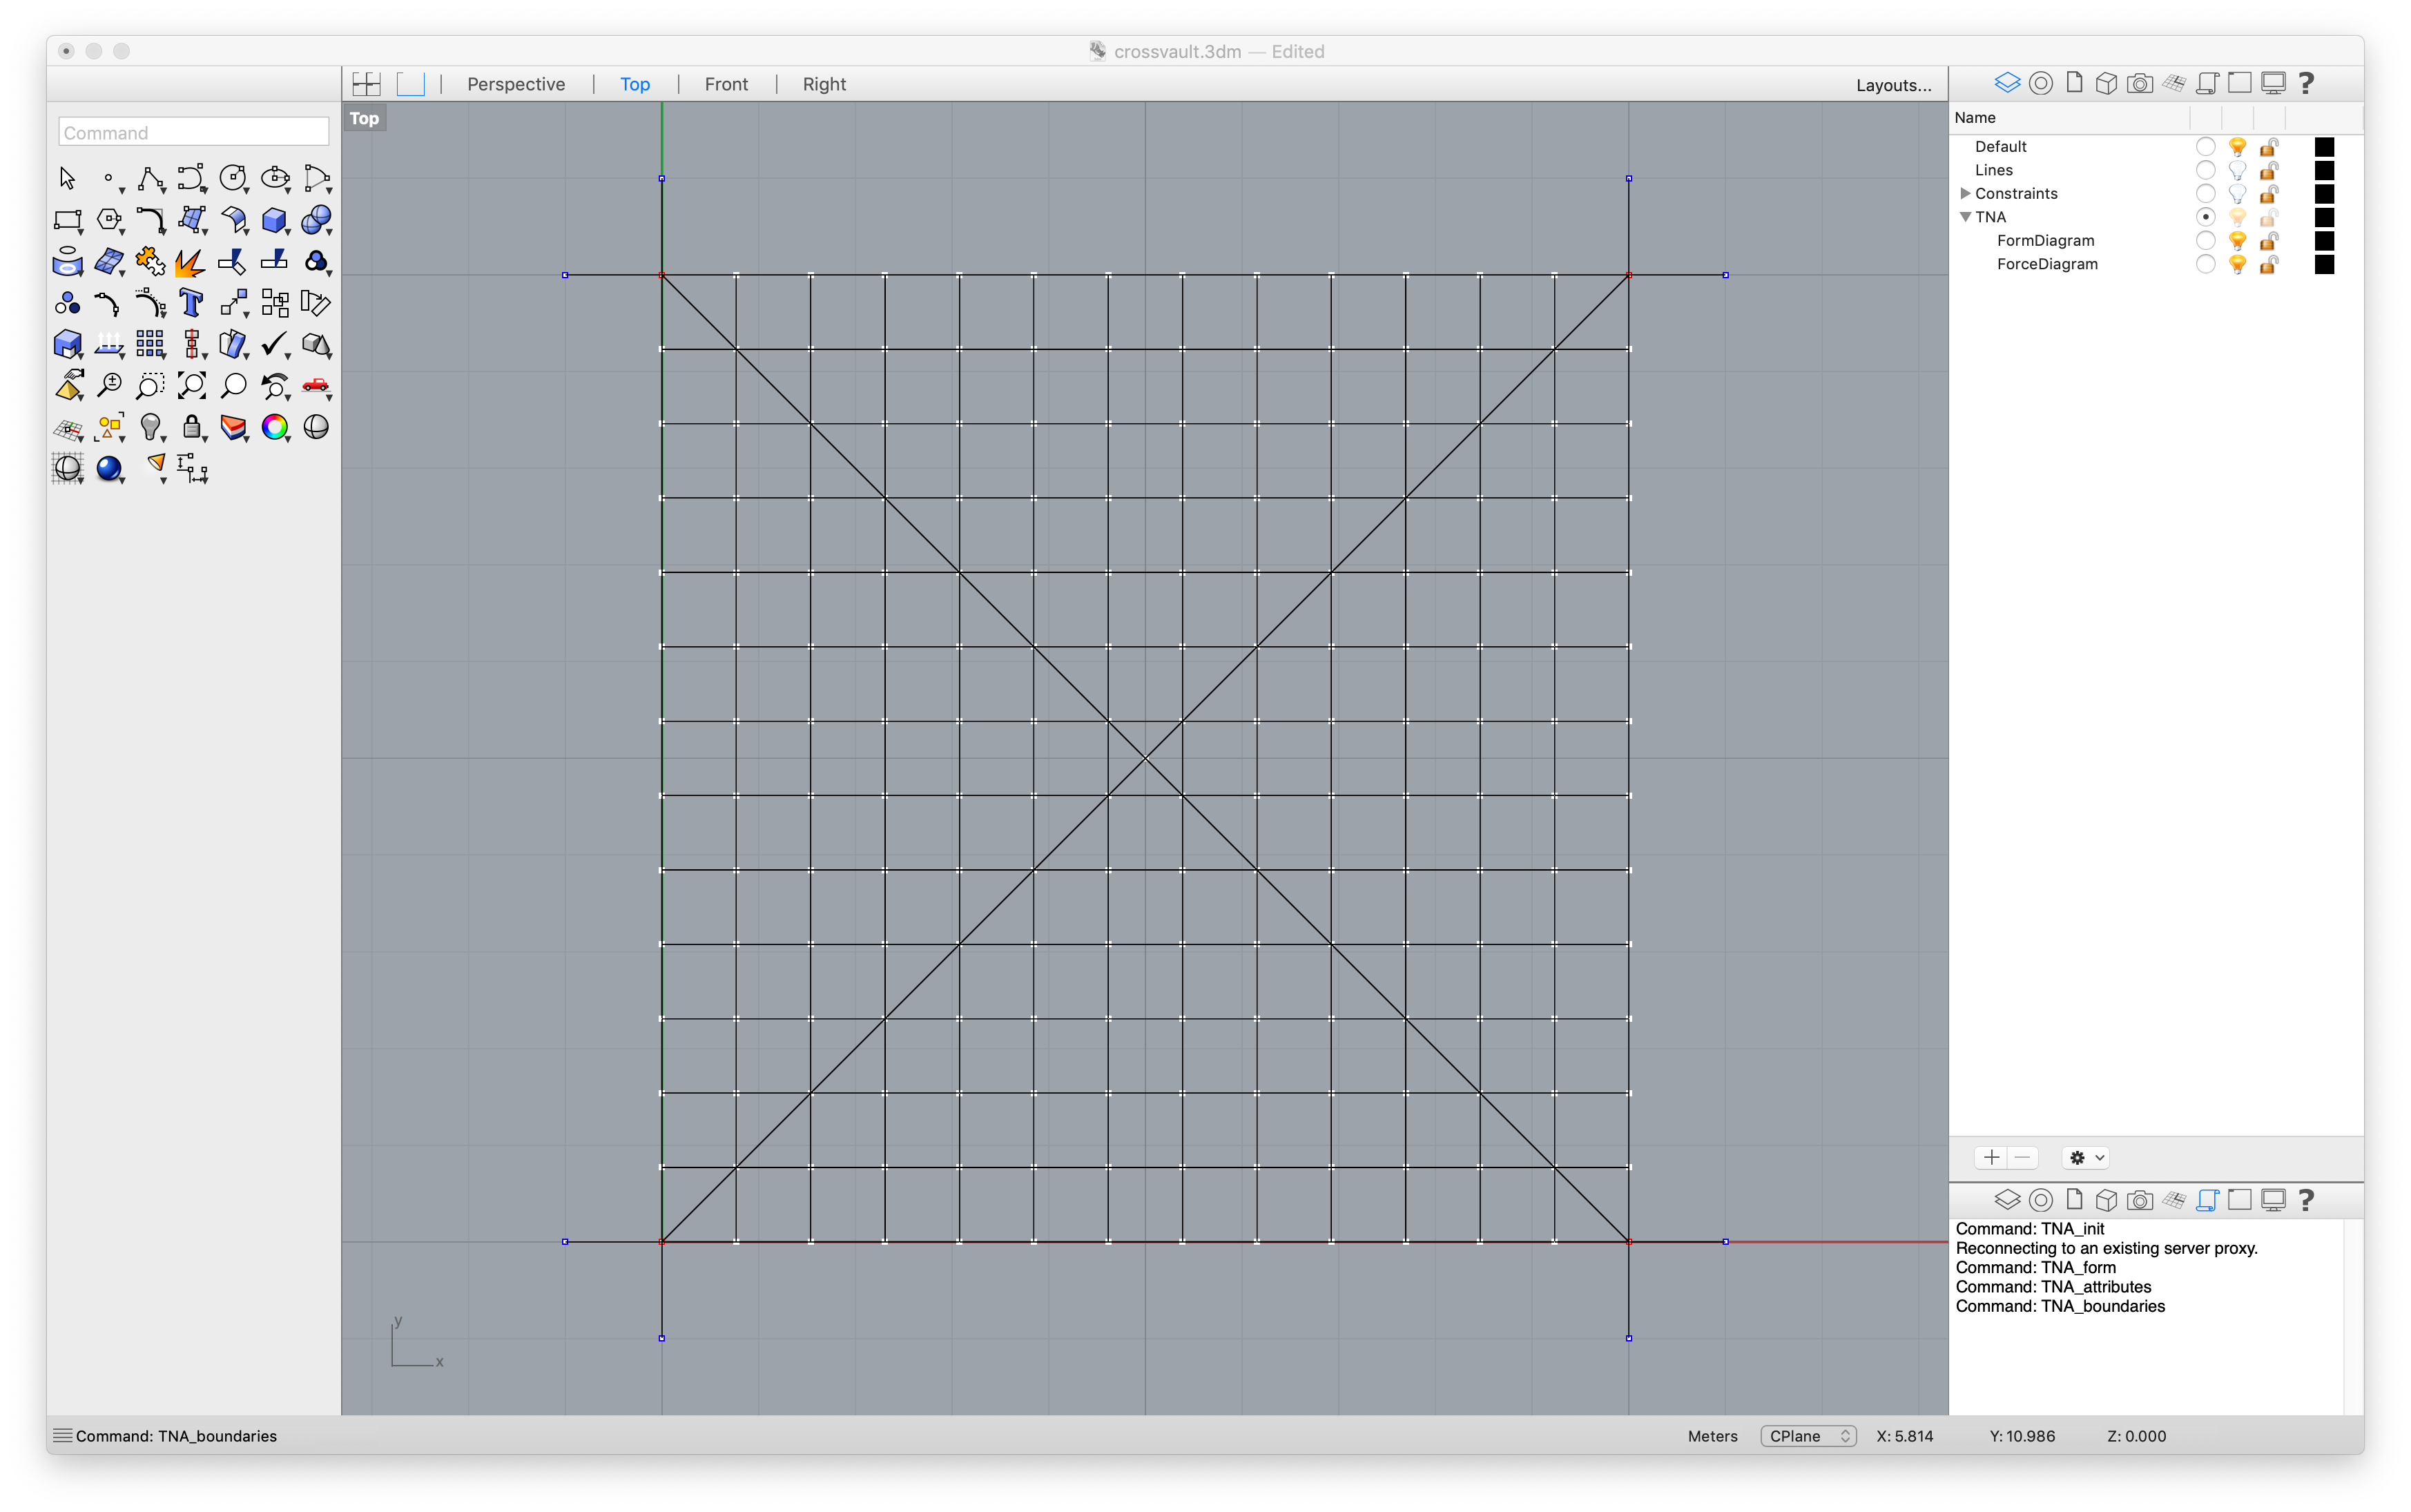 crossvault.3dm — Edited
Perspective
Top
Front
Right
Layouts...
Top
Command
Name
Default
Lines
Constraints
TNA
FormDiagram
ForceDiagram
Command: TNA_init
Reconnecting to an existing server proxy.
Command: TNA_form
Command: TNA_attributes
Command: TNA_boundaries
y
x
Command: TNA_boundaries
Meters
CPlane
X: 5.814
Y: 10.986
Z: 0.000